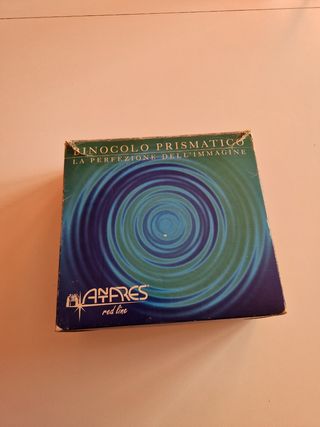 BINOCOLO PRISMATICO
LA PERFEZIONE DELL'IMMAGINE
ANTARES
red line